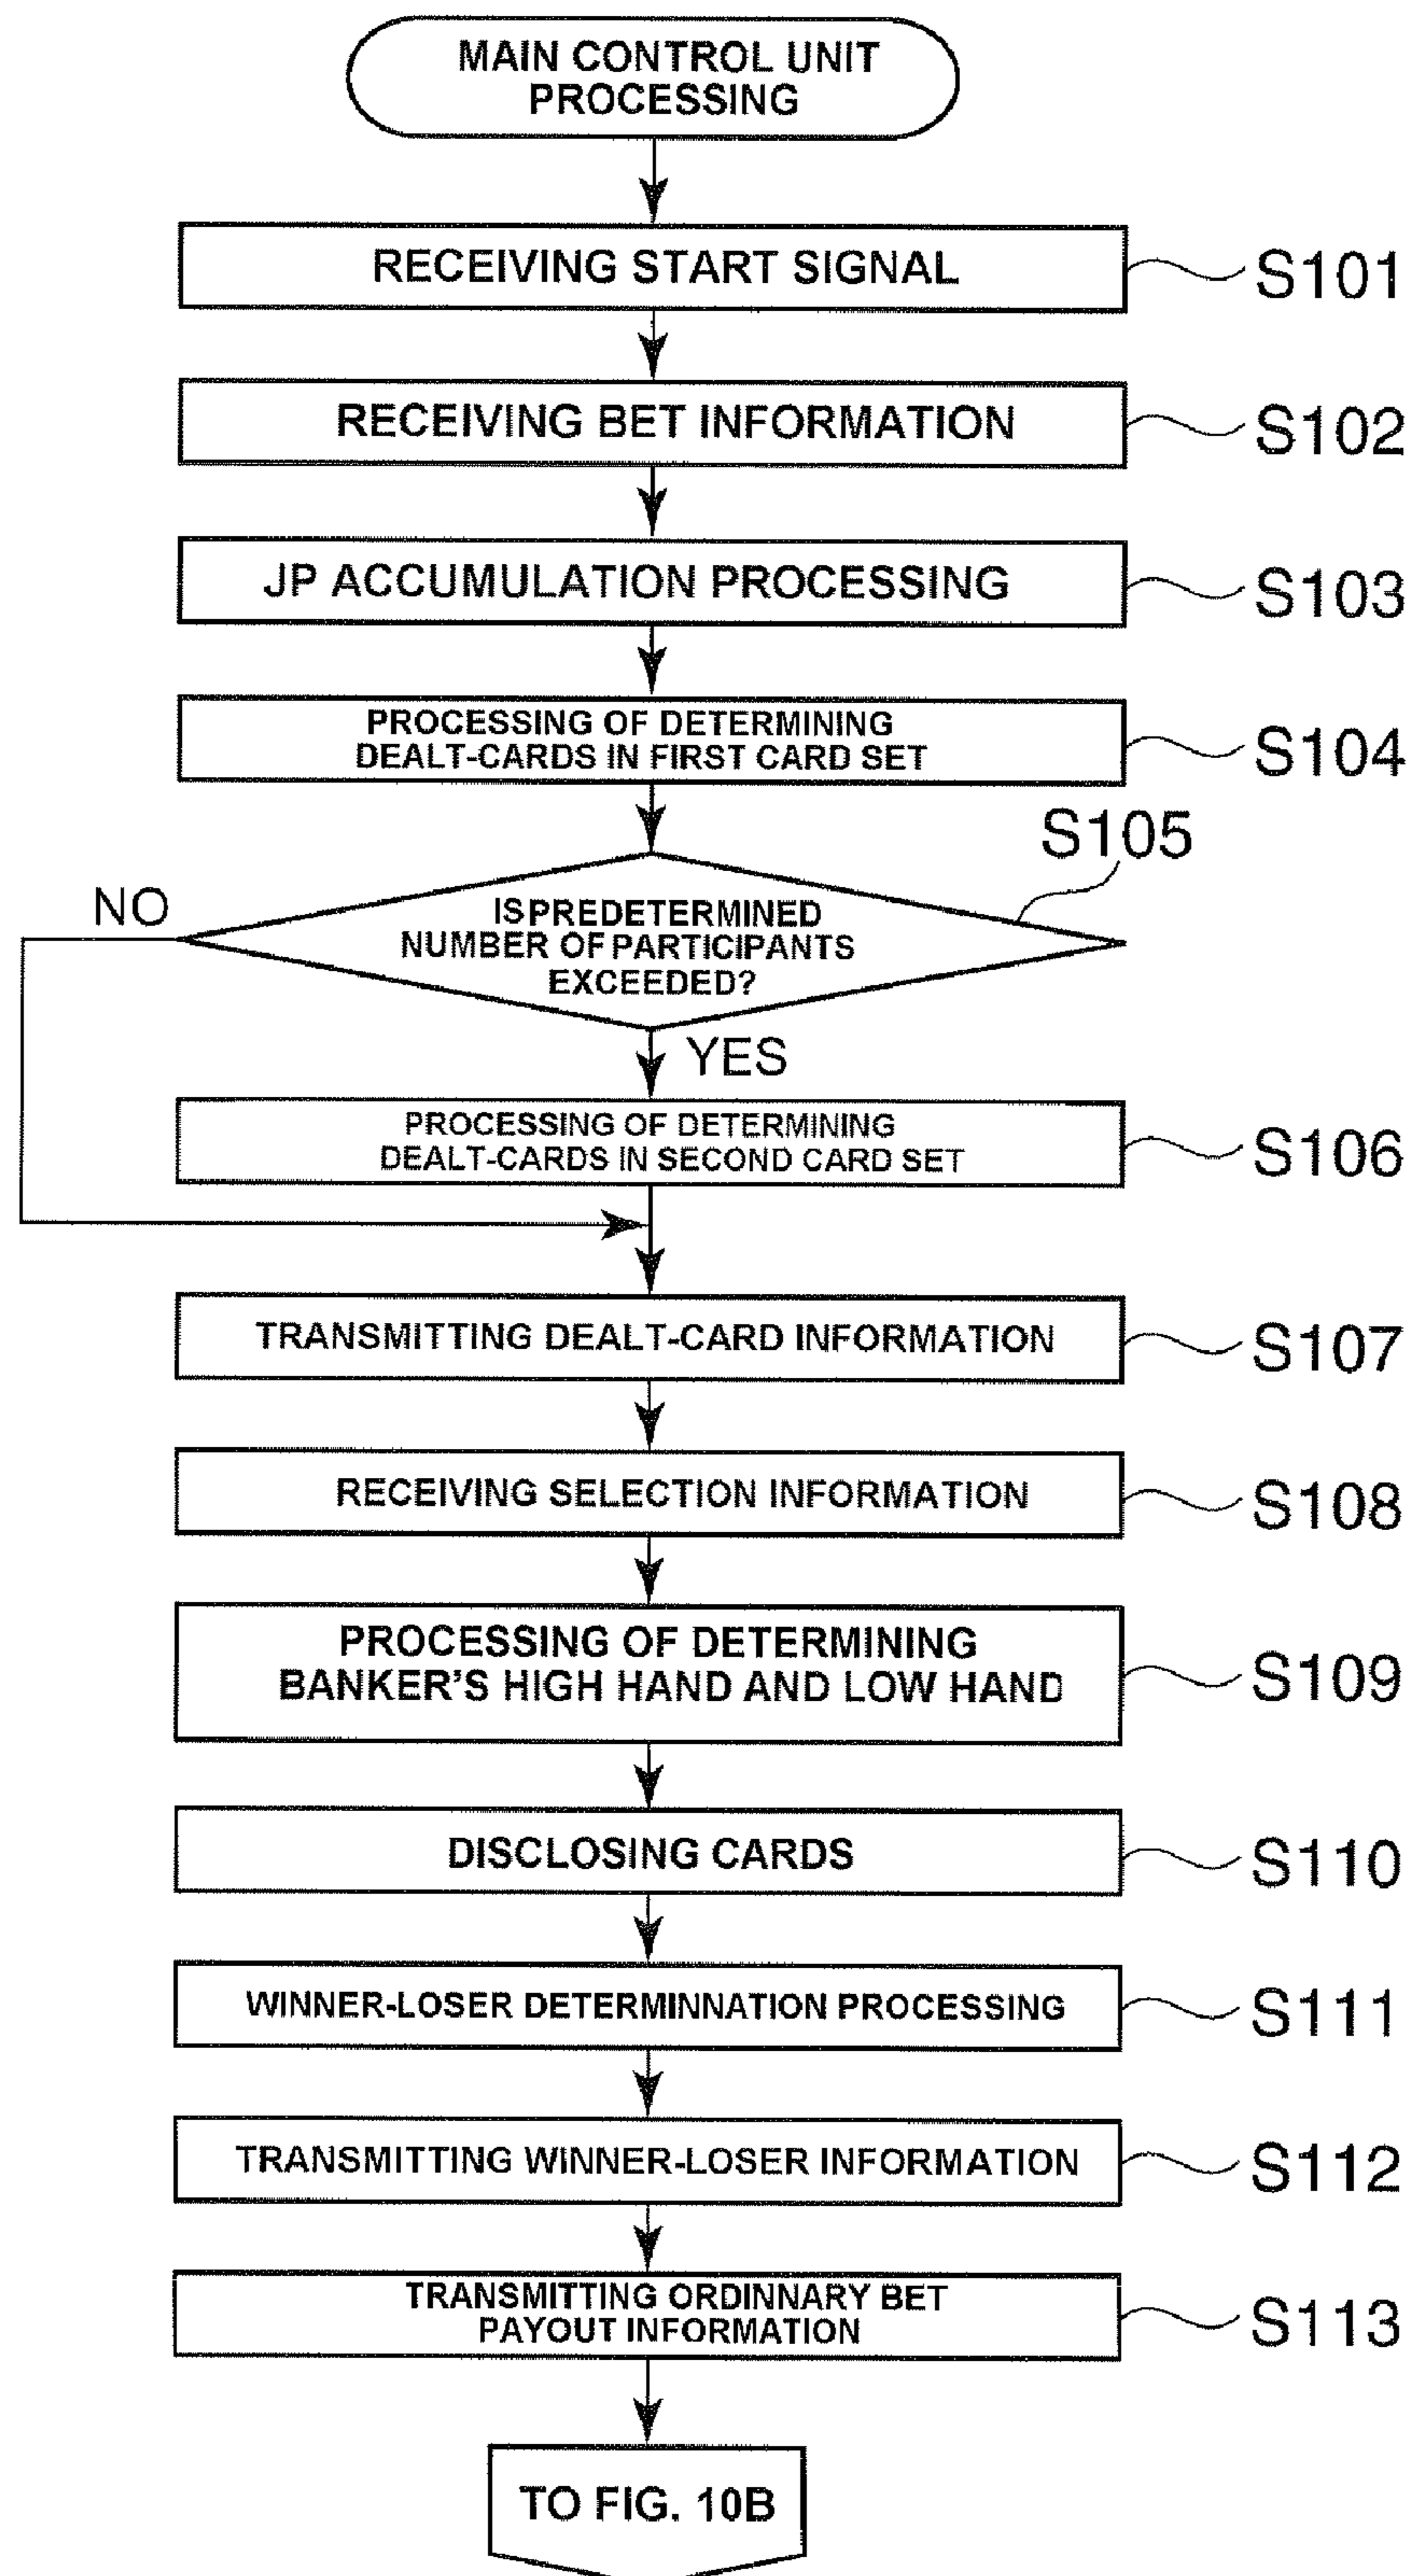 MAIN CONTROL UNIT
PROCESSING
RECEIVING START SIGNAL
S101
RECEIVING BET INFORMATION
S102
JP ACCUMULATION PROCESSING
S103
PROCESSING OF DETERMINING
DEALT-CARDS IN FIRST CARD SET
S104
S105
NO
IS PREDETERMINED
NUMBER OF PARTICIPANTS
EXCEEDED?
YES
PROCESSING OF DETERMINING
DEALT-CARDS IN SECOND CARD SET
S106
TRANSMITTING DEALT-CARD INFORMATION
S107
RECEIVING SELECTION INFORMATION
S108
PROCESSING OF DETERMINING
BANKER'S HIGH HAND AND LOW HAND
S109
DISCLOSING CARDS
S110
WINNER-LOSER DETERMINNATION PROCESSING
S111
TRANSMITTING WINNER-LOSER INFORMATION
S112
TRANSMITTING ORDINNARY BET
PAYOUT INFORMATION
S113
TO FIG. 10B